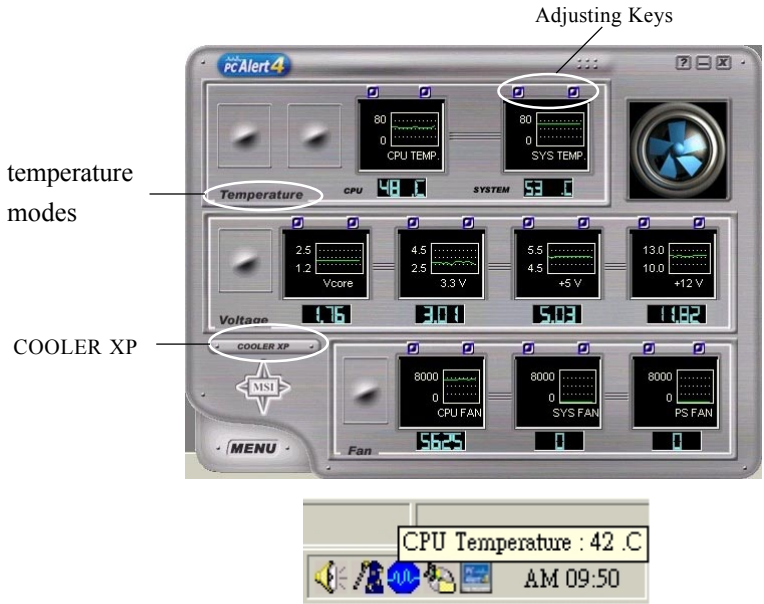 Adjusting Keys
PC Alert 4
? — X
80
0
CPU TEMP.
80
0
SYS TEMP.
temperature
modes
Temperature
CPU 48 .C
SYSTEM 53 .C
2.5
1.2
Vcore
4.5
2.5
3.3 V
5.5
4.5
+5 V
13.0
10.0
+12 V
Voltage
1.76
3.01
5.03
11.82
COOLER XP
COOLER XP
MSI
8000
0
CPU FAN
8000
0
SYS FAN
8000
0
PS FAN
MENU
Fan
5625
0
0
CPU Temperature : 42 .C
AM 09:50